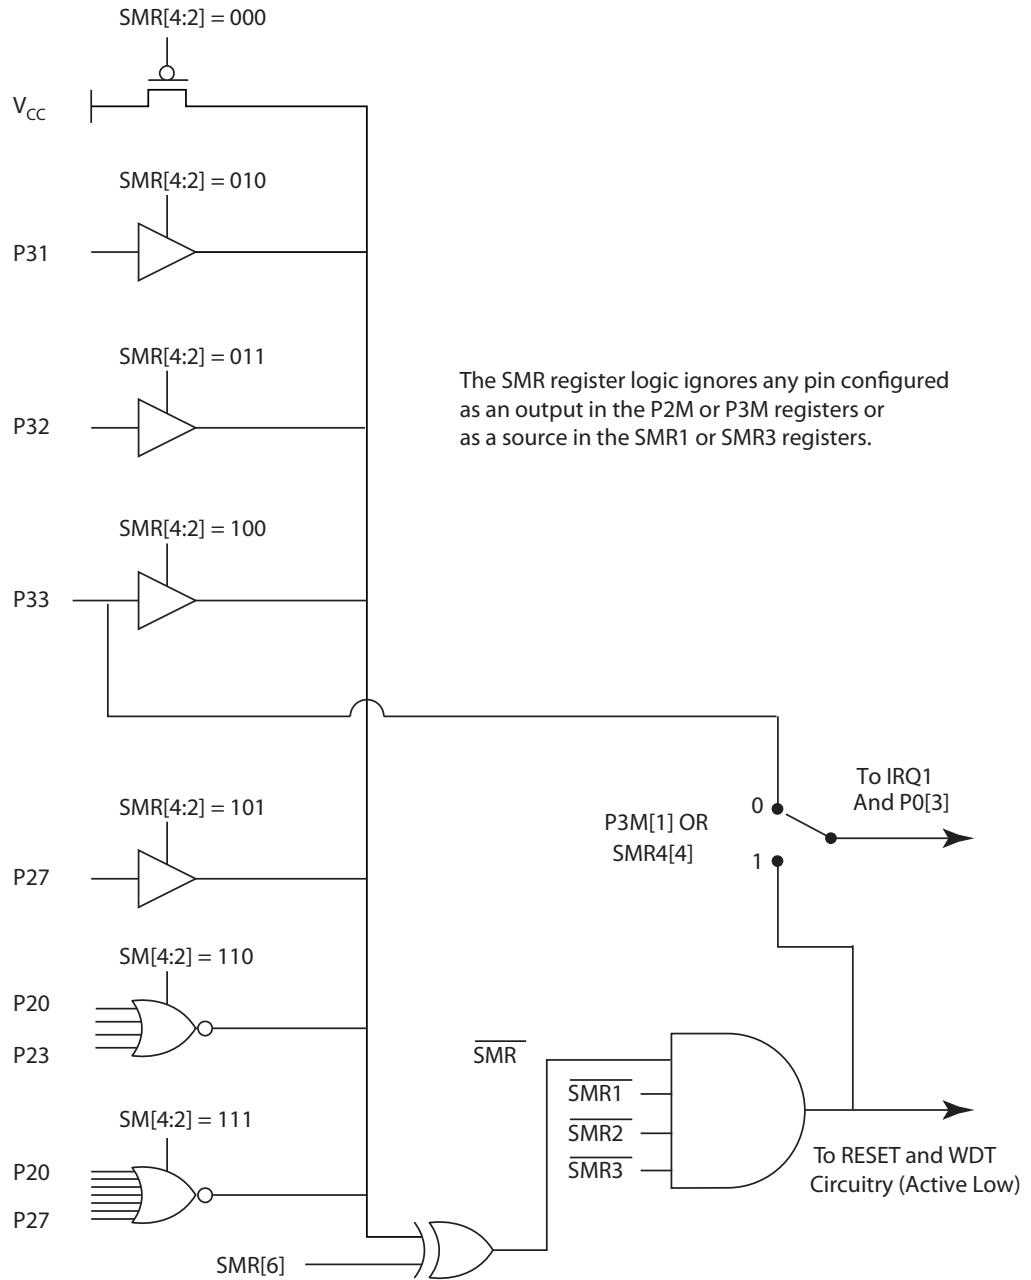 SMR[4:2] = 000
VCC
SMR[4:2] = 010
P31
SMR[4:2] = 011
P32
The SMR register logic ignores any pin configured
as an output in the P2M or P3M registers or
as a source in the SMR1 or SMR3 registers.
SMR[4:2] = 100
P33
To IRQ1
And P0[3]
SMR[4:2] = 101
0
P3M[1] OR
SMR4[4]
1
P27
SM[4:2] = 110
P20
P23
SMR
SMR1
SM[4:2] = 111
SMR2
SMR3
To RESET and WDT
Circuitry (Active Low)
P20
P27
SMR[6]